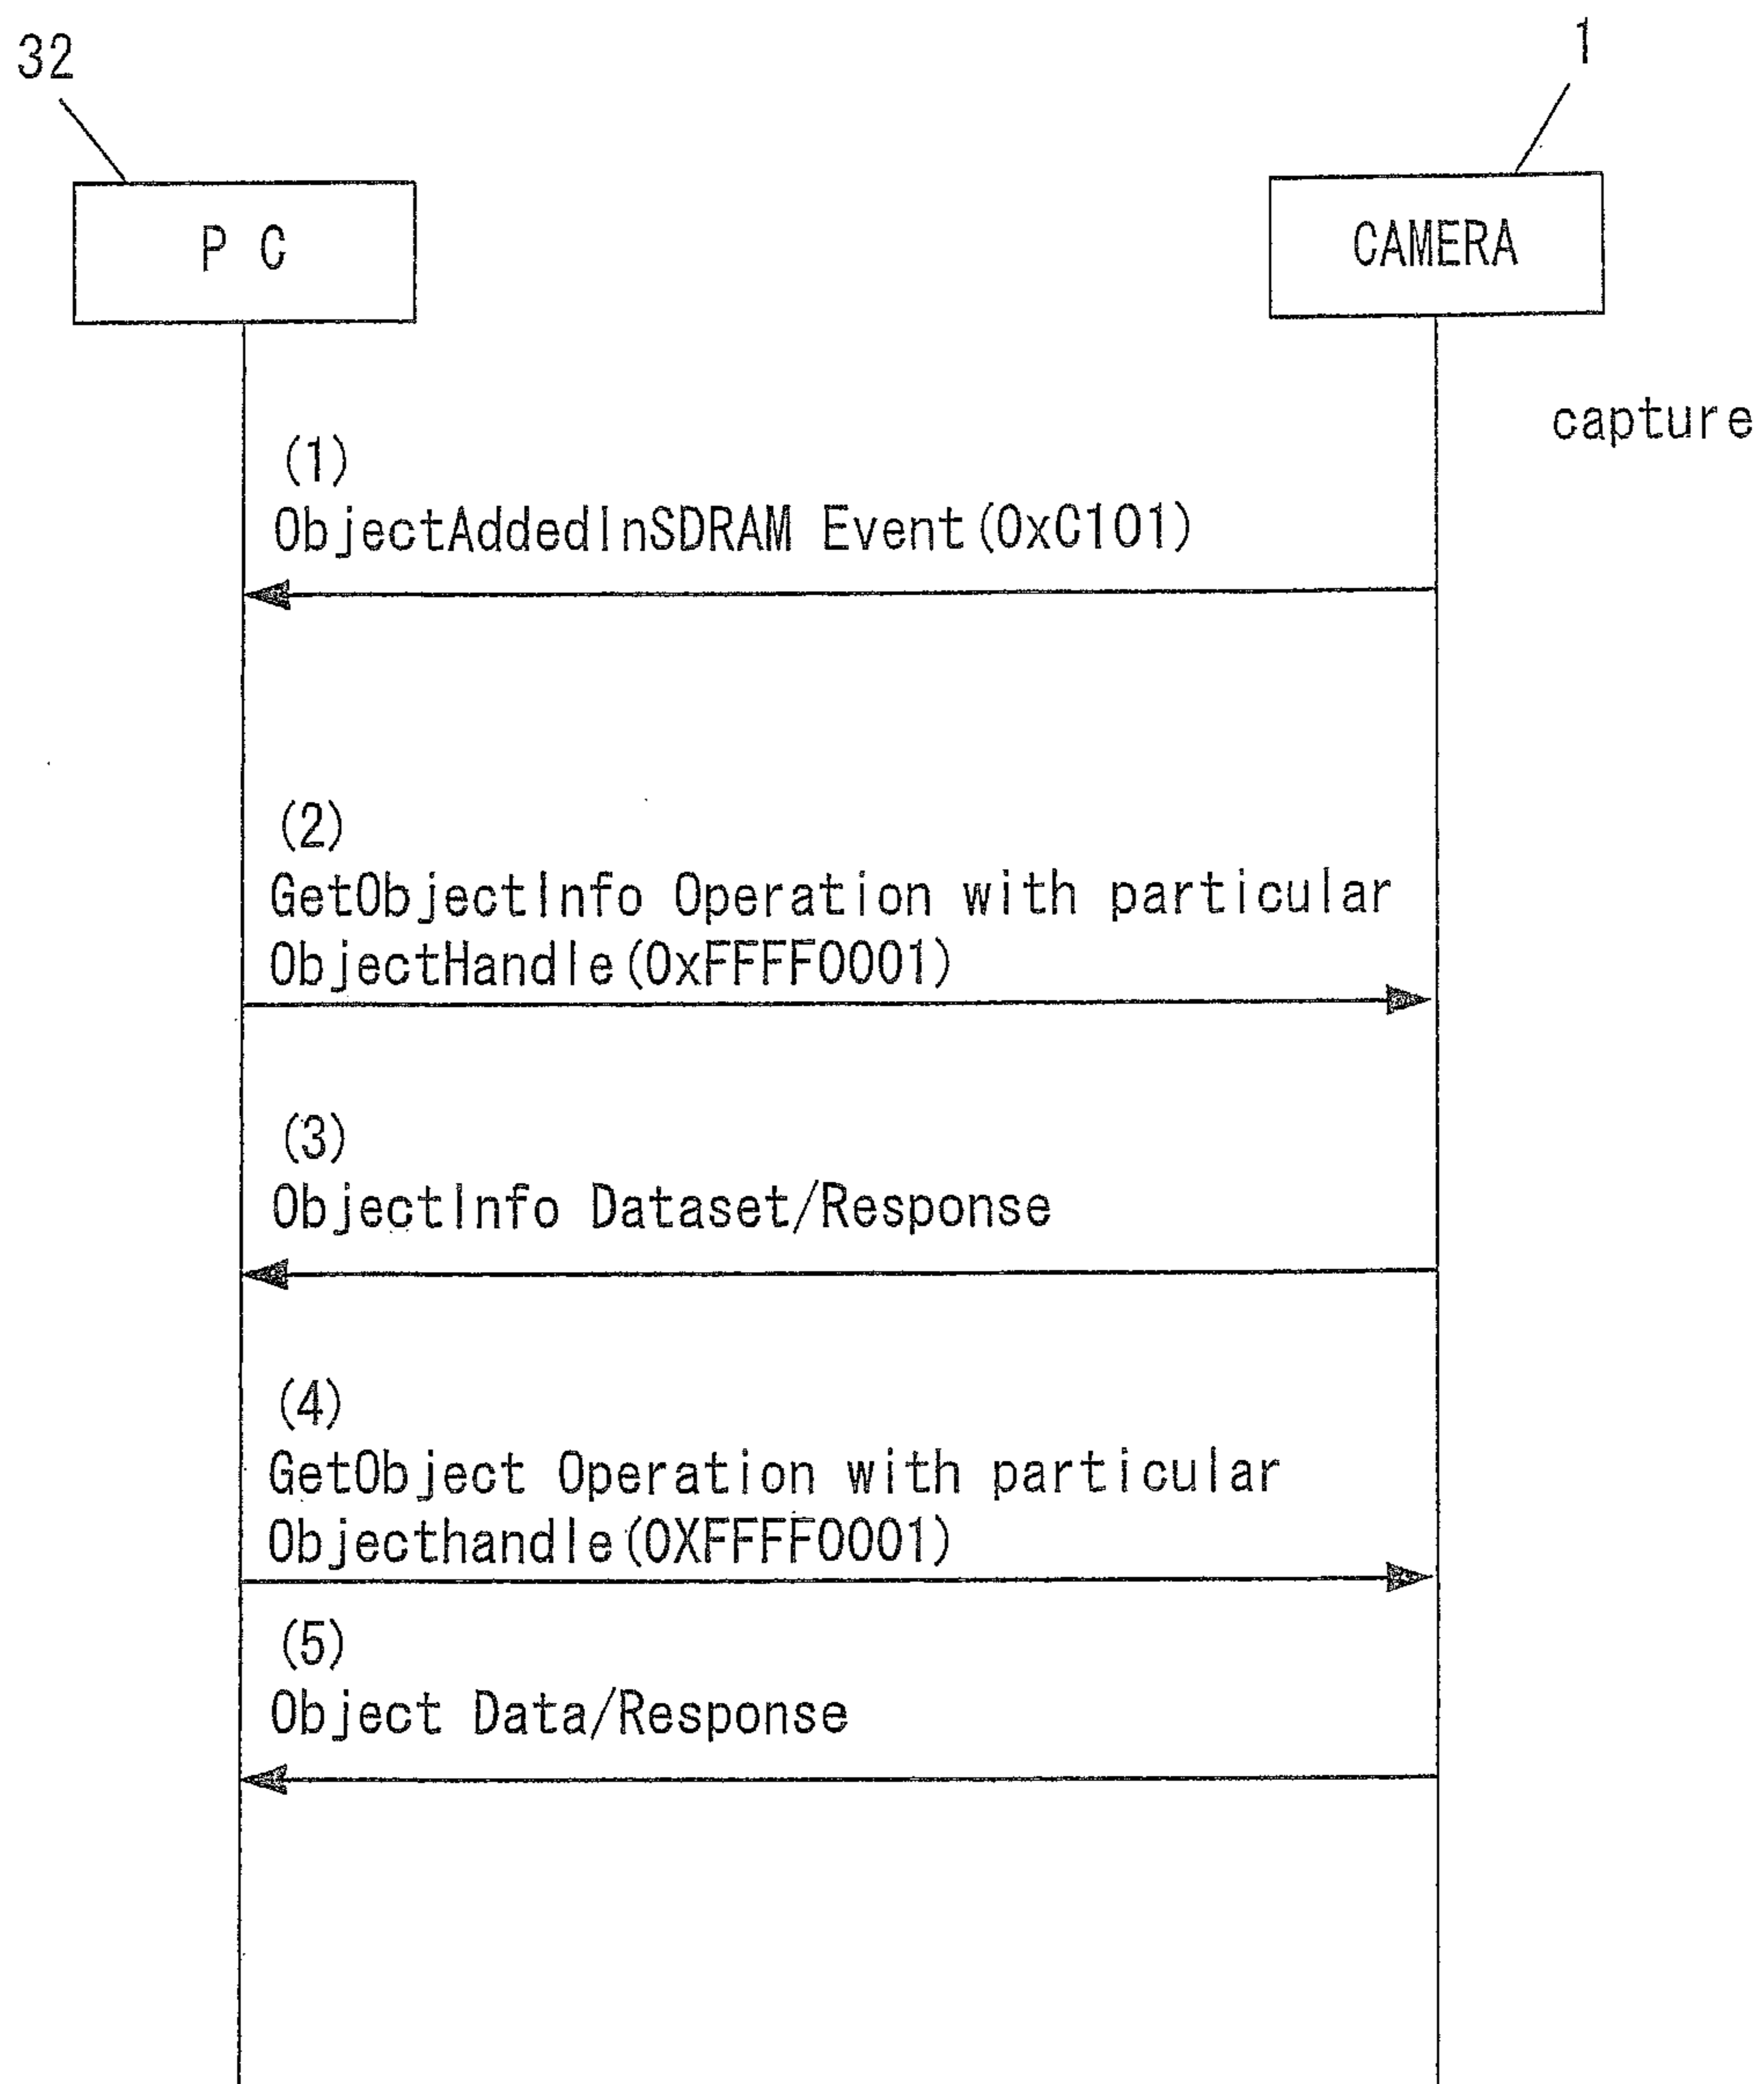 32
1
PC
CAMERA
capture
(1)
ObjectAddedInSDRAM Event(0xC101)
(2)
GetObjectInfo Operation with particular
ObjectHandle(0xFFFF0001)
(3)
ObjectInfo Dataset/Response
(4)
GetObject Operation with particular
Objecthandle(0XFFFF0001)
(5)
Object Data/Response